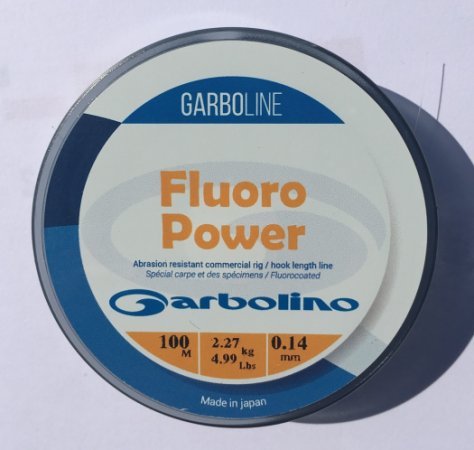 GARBOLINE
Fluoro
Power
Abrasion resistant commercial rig / hook length line
Spécial carpe et des spécimens / Fluorocoated
Garbolino
100 M
2.27 kg
4.99 Lbs
0.14 mm
Made in japan